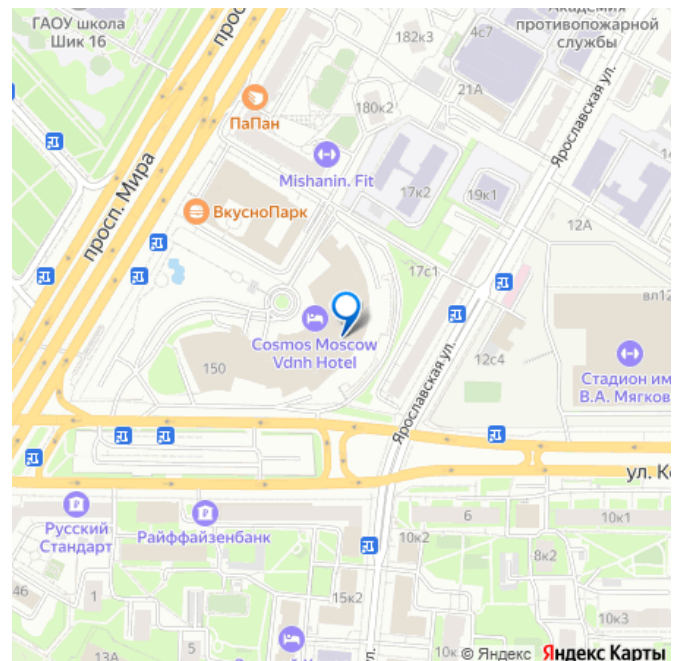 ГАОУ школа
Шик 16
просп
182к3
4с7
Академия
противопожарной
службы
21А
ПаПан
180к2
Ярославская ул.
Mishanin. Fit
17к2
19к1
12А
просп. Мира
ВкусноПарк
17с1
вл12
Cosmos Moscow
Vdnh Hotel
150
12с4
Стадион им
В.А. Мягков
Ярославская ул.
ул. Ко
Русский
Стандарт
Райффайзенбанк
6
10к1
10к2
8к2
46
1
15к2
10к3
13А
5
10к
ул.
© Яндекс
Яндекс Карты